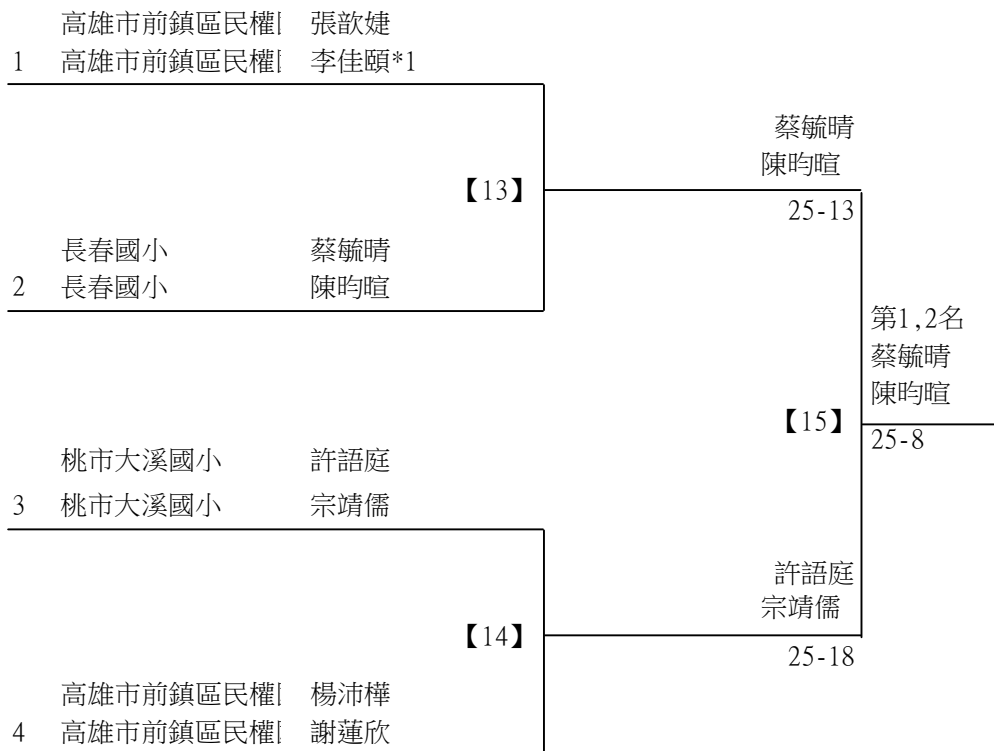 高雄市前鎮區民權 張歆婕
1 高雄市前鎮區民權 李佳頤*1
蔡毓晴
陳昀暄
【13】
25-13
長春國小 蔡毓晴
2 長春國小 陳昀暄
第1,2名
蔡毓晴
陳昀暄
【15】
25-8
桃市大溪國小 許語庭
3 桃市大溪國小 宗靖儒
許語庭
宗靖儒
【14】
25-18
高雄市前鎮區民權 楊沛樺
4 高雄市前鎮區民權 謝蓮欣